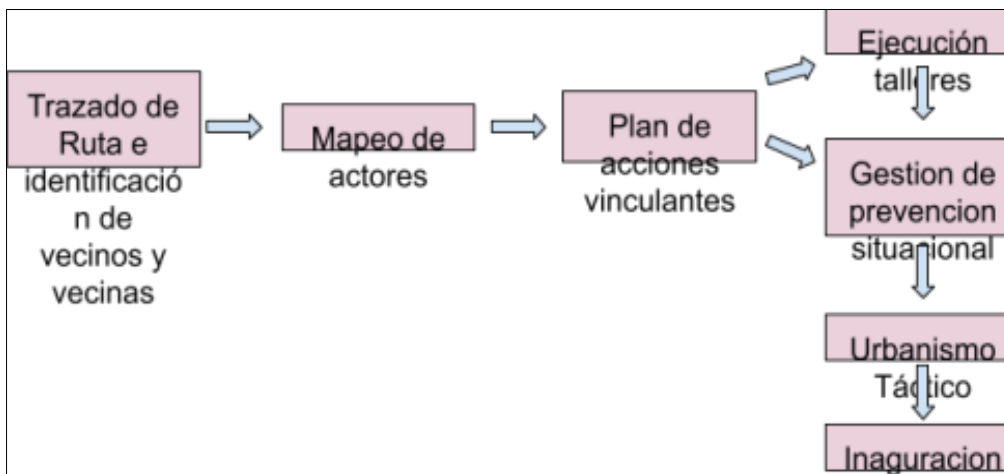 Trazado de
Ruta e
identificació
n de
vecinos y
vecinas
Mapeo de
actores
Plan de
acciones
vinculantes
Ejecución
talleres
Gestion de
prevencion
situacional
Urbanismo
Táctico
Inaguracion